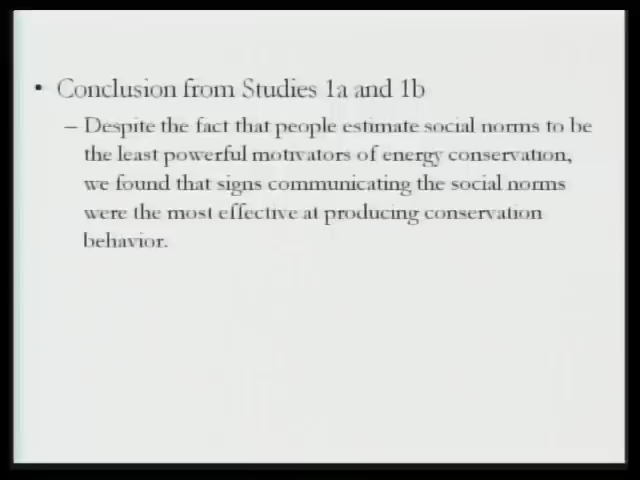 • Conclusion from Studies 1a and 1b
– Despite the fact that people estimate social norms to be
the least powerful motivators of energy conservation,
we found that signs communicating the social norms
were the most effective at producing conservation
behavior.